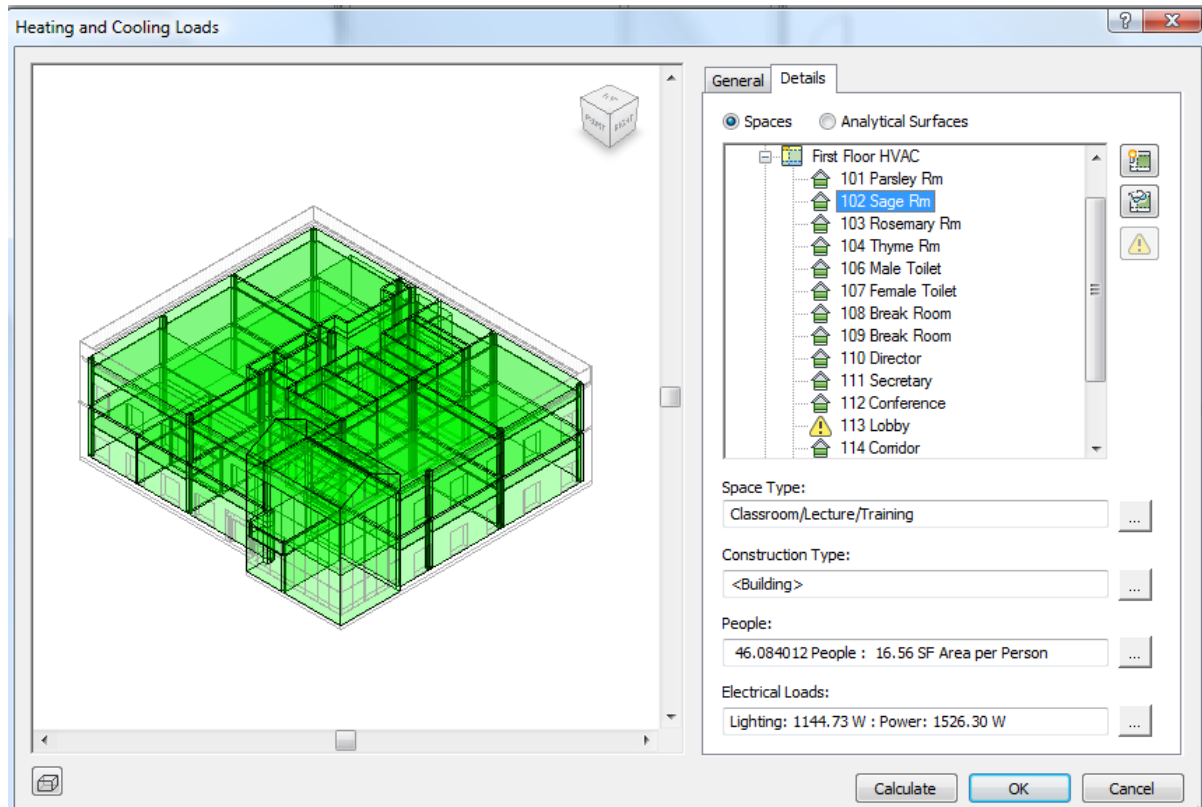 Heating and Cooling Loads
General Details
Spaces Analytical Surfaces
First Floor HVAC
101 Parsley Rm
102 Sage Rm
103 Rosemary Rm
104 Thyme Rm
106 Male Toilet
107 Female Toilet
108 Break Room
109 Break Room
110 Director
111 Secretary
112 Conference
113 Lobby
114 Corridor
Space Type:
Classroom/Lecture/Training ...
Construction Type:
<Building> ...
People:
46.084012 People : 16.56 SF Area per Person ...
Electrical Loads:
Lighting: 1144.73 W : Power: 1526.30 W ...
Calculate OK Cancel